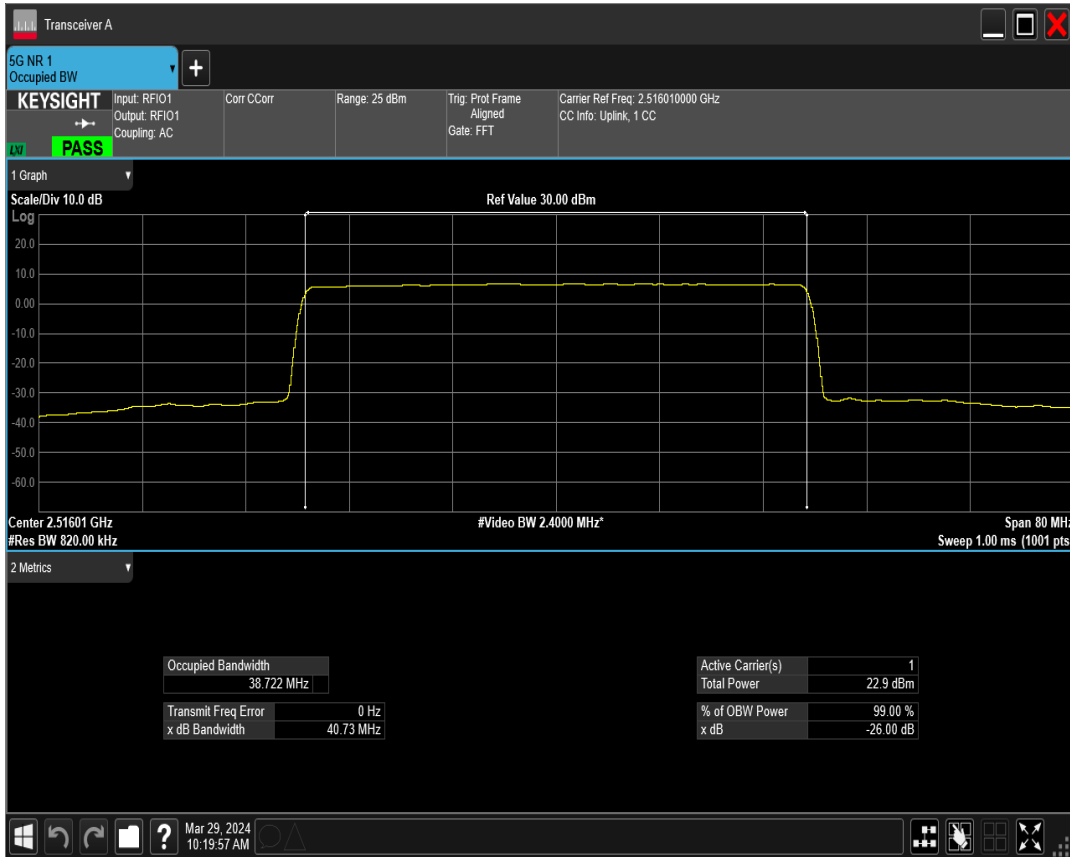 Transceiver A
5G NR 1
Occupied BW
+
KEYSIGHT
LXI
PASS
Input: RFIO1
Output: RFIO1
Coupling: AC
Corr CCorr
Range: 25 dBm
Trig: Prot Frame
Aligned
Gate: FFT
Carrier Ref Freq: 2.516010000 GHz
CC Info: Uplink, 1 CC
1 Graph
Scale/Div 10.0 dB
Ref Value 30.00 dBm
Log
20.0
10.0
0.00
-10.0
-20.0
-30.0
-40.0
-50.0
-60.0
Center 2.51601 GHz
#Video BW 2.4000 MHz*
Span 80 MHz
#Res BW 820.00 kHz
Sweep 1.00 ms (1001 pts
2 Metrics
Occupied Bandwidth
38.722 MHz
Transmit Freq Error 0 Hz
x dB Bandwidth 40.73 MHz
Active Carrier(s) 1
Total Power 22.9 dBm
% of OBW Power 99.00 %
x dB -26.00 dB
?
Mar 29, 2024
10:19:57 AM